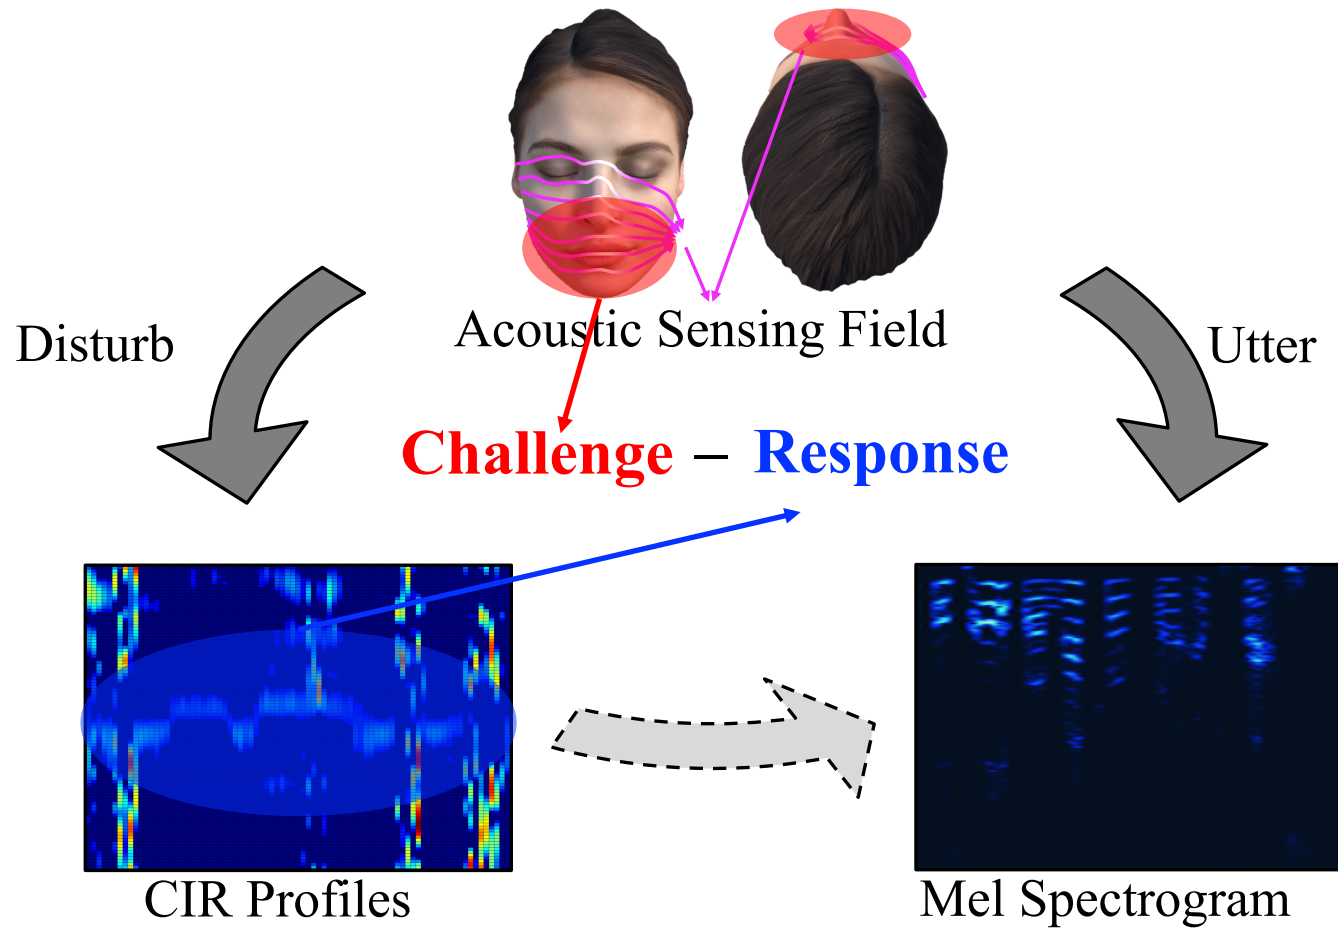 Acoustic Sensing Field
Disturb
Utter
Challenge – Response
CIR Profiles
Mel Spectrogram